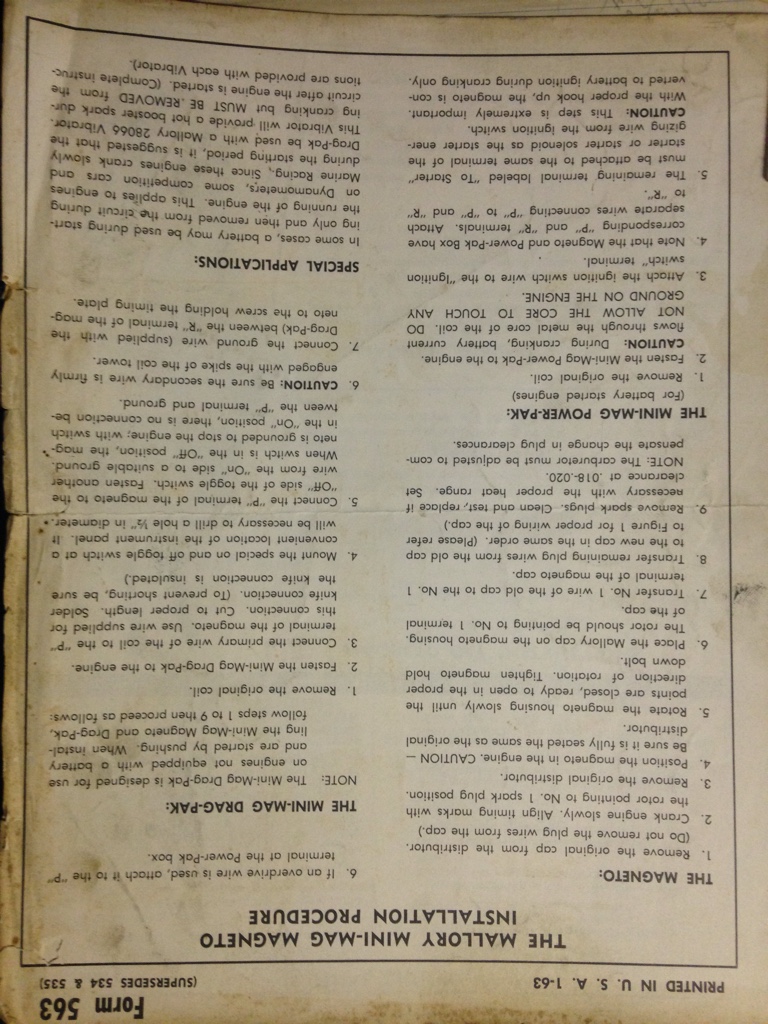 Form 563
PRINTED IN U. S. A. 1-63
(SUPERSEDES 534 & 535)
THE MALLORY MINI-MAG MAGNETO
INSTALLATION PROCEDURE
THE MAGNETO:
1. Remove the original cap from the distributor.
(Do not remove the plug wires from the cap.)
2. Crank engine slowly. Align timing marks with
the rotor pointing to No. 1 spark plug position.
3. Remove the original distributor.
4. Position the magneto in the engine. CAUTION —
Be sure it is fully seated the same as the original
distributor.
5. Rotate the magneto housing slowly until the
points are closed, ready to open in the proper
direction of rotation. Tighten magneto hold
down bolt.
6. Place the Mallory cap on the magneto housing.
The rotor should be pointing to No. 1 terminal
of the cap.
7. Transfer No. 1 wire of the old cap to the No. 1
terminal of the magneto cap.
8. Transfer remaining plug wires from the old cap
to the new cap in the same order. (Please refer
to Figure 1 for proper wiring of the cap.)
9. Remove spark plugs. Clean and test, replace if
necessary with the proper heat range. Set
clearance at .018-.020.
NOTE: The carburetor must be adjusted to com-
pensate the change in plug clearances.
THE MINI-MAG POWER-PAK:
(For battery started engines)
1. Remove the original coil.
2. Fasten the Mini-Mag Power-Pak to the engine.
CAUTION: During cranking, battery current
flows through the metal core of the coil. DO
NOT ALLOW THE CORE TO TOUCH ANY
GROUND ON THE ENGINE.
3. Attach the ignition switch wire to the "Ignition
switch" terminal.
4. Note that the Magneto and Power-Pak Box have
corresponding "P" and "R" terminals. Attach
separate wires connecting "P" to "P" and "R"
to "R".
5. The remaining terminal labeled "To Starter"
must be attached to the same terminal of the
starter or starter solenoid as the starter ener-
gizing wire from the ignition switch.
CAUTION: This step is extremely important.
With the proper hook up, the magneto is con-
verted to battery ignition during cranking only.
6. If an overdrive wire is used, attach it to the "P"
terminal at the Power-Pak box.
THE MINI-MAG DRAG-PAK:
NOTE: The Mini-Mag Drag-Pak is designed for use
on engines not equipped with a battery
and are started by pushing. When instal-
ling the Mini-Mag Magneto and Drag-Pak,
follow steps 1 to 9 then proceed as follows:
1. Remove the original coil.
2. Fasten the Mini-Mag Drag-Pak to the engine.
3. Connect the primary wire of the coil to the "P"
terminal of the magneto. Use wire supplied for
this connection. Cut to proper length. Solder
knife connection. (To prevent shorting, be sure
the knife connection is insulated.)
4. Mount the special on and off toggle switch at a
convenient location of the instrument panel. It
will be necessary to drill a hole ½" in diameter.
5. Connect the "P" terminal of the magneto to the
"Off" side of the toggle switch. Fasten another
wire from the "On" side to a suitable ground.
When switch is in the "Off" position, the mag-
neto is grounded to stop the engine; with switch
in the "On" position, there is no connection be-
tween the "P" terminal and ground.
6. CAUTION: Be sure the secondary wire is firmly
engaged with the spike of the coil tower.
7. Connect the ground wire (supplied with the
Drag-Pak) between the "R" terminal of the mag-
neto to the screw holding the timing plate.
SPECIAL APPLICATIONS:
In some cases, a battery may be used during start-
ing only and then removed from the circuit during
the running of the engine. This applies to engines
on Dynamometers, some competition cars and
Marine Racing. Since these engines crank slowly
during the starting period, it is suggested that the
Drag-Pak be used with a Mallory 28066 Vibrator.
This Vibrator will provide a hot booster spark dur-
ing cranking but MUST BE REMOVED from the
circuit after the engine is started. (Complete instruc-
tions are provided with each Vibrator).